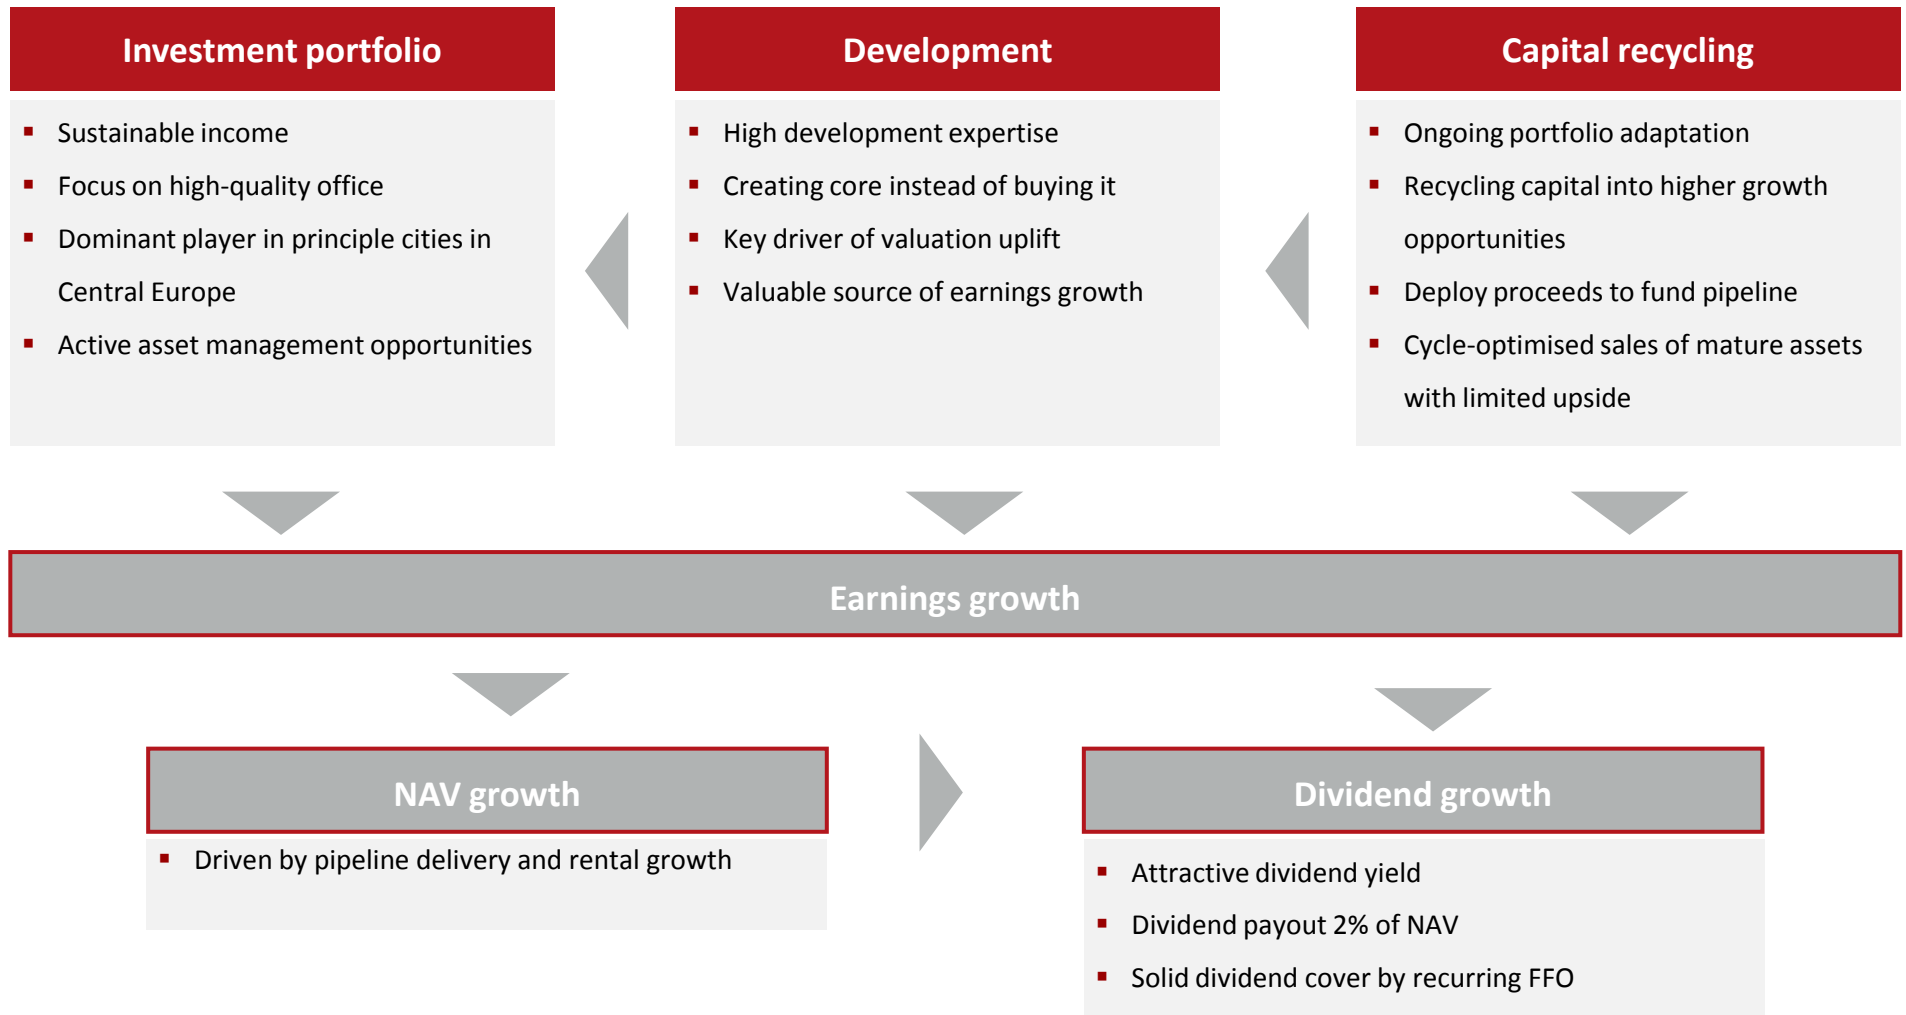 Investment portfolio
▪ Sustainable income
▪ Focus on high-quality office
▪ Dominant player in principle cities in
Central Europe
▪ Active asset management opportunities
Development
▪ High development expertise
▪ Creating core instead of buying it
▪ Key driver of valuation uplift
▪ Valuable source of earnings growth
Capital recycling
▪ Ongoing portfolio adaptation
▪ Recycling capital into higher growth
opportunities
▪ Deploy proceeds to fund pipeline
▪ Cycle-optimised sales of mature assets
with limited upside
Earnings growth
NAV growth
▪ Driven by pipeline delivery and rental growth
Dividend growth
▪ Attractive dividend yield
▪ Dividend payout 2% of NAV
▪ Solid dividend cover by recurring FFO